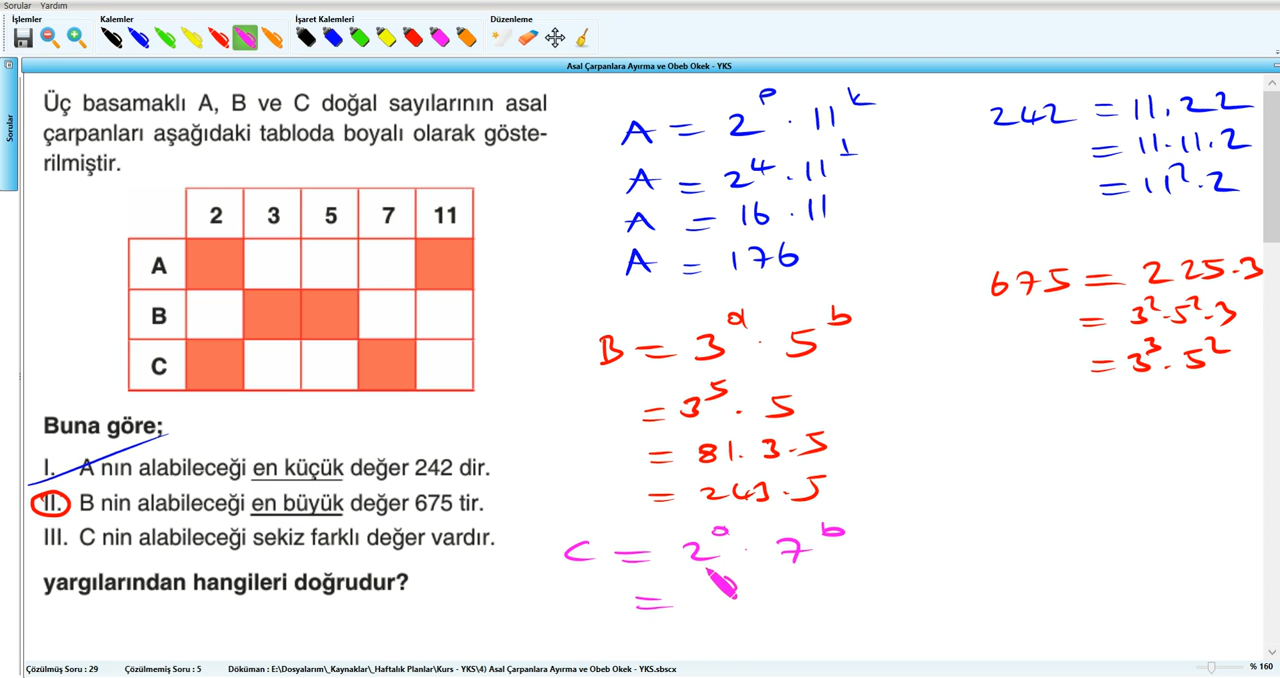 Sorular Yardım
İşlemler Kalemler İşaret Kalemleri Düzenleme
Asal Çarpanlara Ayırma ve Obeb Okek - YKS
Sorular
Üç basamaklı A, B ve C doğal sayılarının asal
çarpanları aşağıdaki tabloda boyalı olarak göste-
rilmiştir.
2 3 5 7 11
A
B
C
Buna göre;
I. A nın alabileceği en küçük değer 242 dir.
II. B nin alabileceği en büyük değer 675 tir.
III. C nin alabileceği sekiz farklı değer vardır.
yargılarından hangileri doğrudur?
A = 2^p · 11^k
A = 2^4 · 11^1
A = 16 · 11
A = 176
B = 3^a · 5^b
= 3^5 · 5
= 81 · 3 · 5
= 243 · 5
C = 2^a · 7^b
=
242 = 11 · 22
= 11 · 11 · 2
= 11^2 · 2
675 = 225 · 3
= 3^2 · 5^2 · 3
= 3^3 · 5^2
Çözülmüş Soru : 29 Çözülmemiş Soru : 5 Döküman : E:\Dosyalarım\_Kaynaklar\_Haftalık Planlar\Kurs - YKS\4) Asal Çarpanlara Ayırma ve Obeb Okek - YKS.sbscx % 160